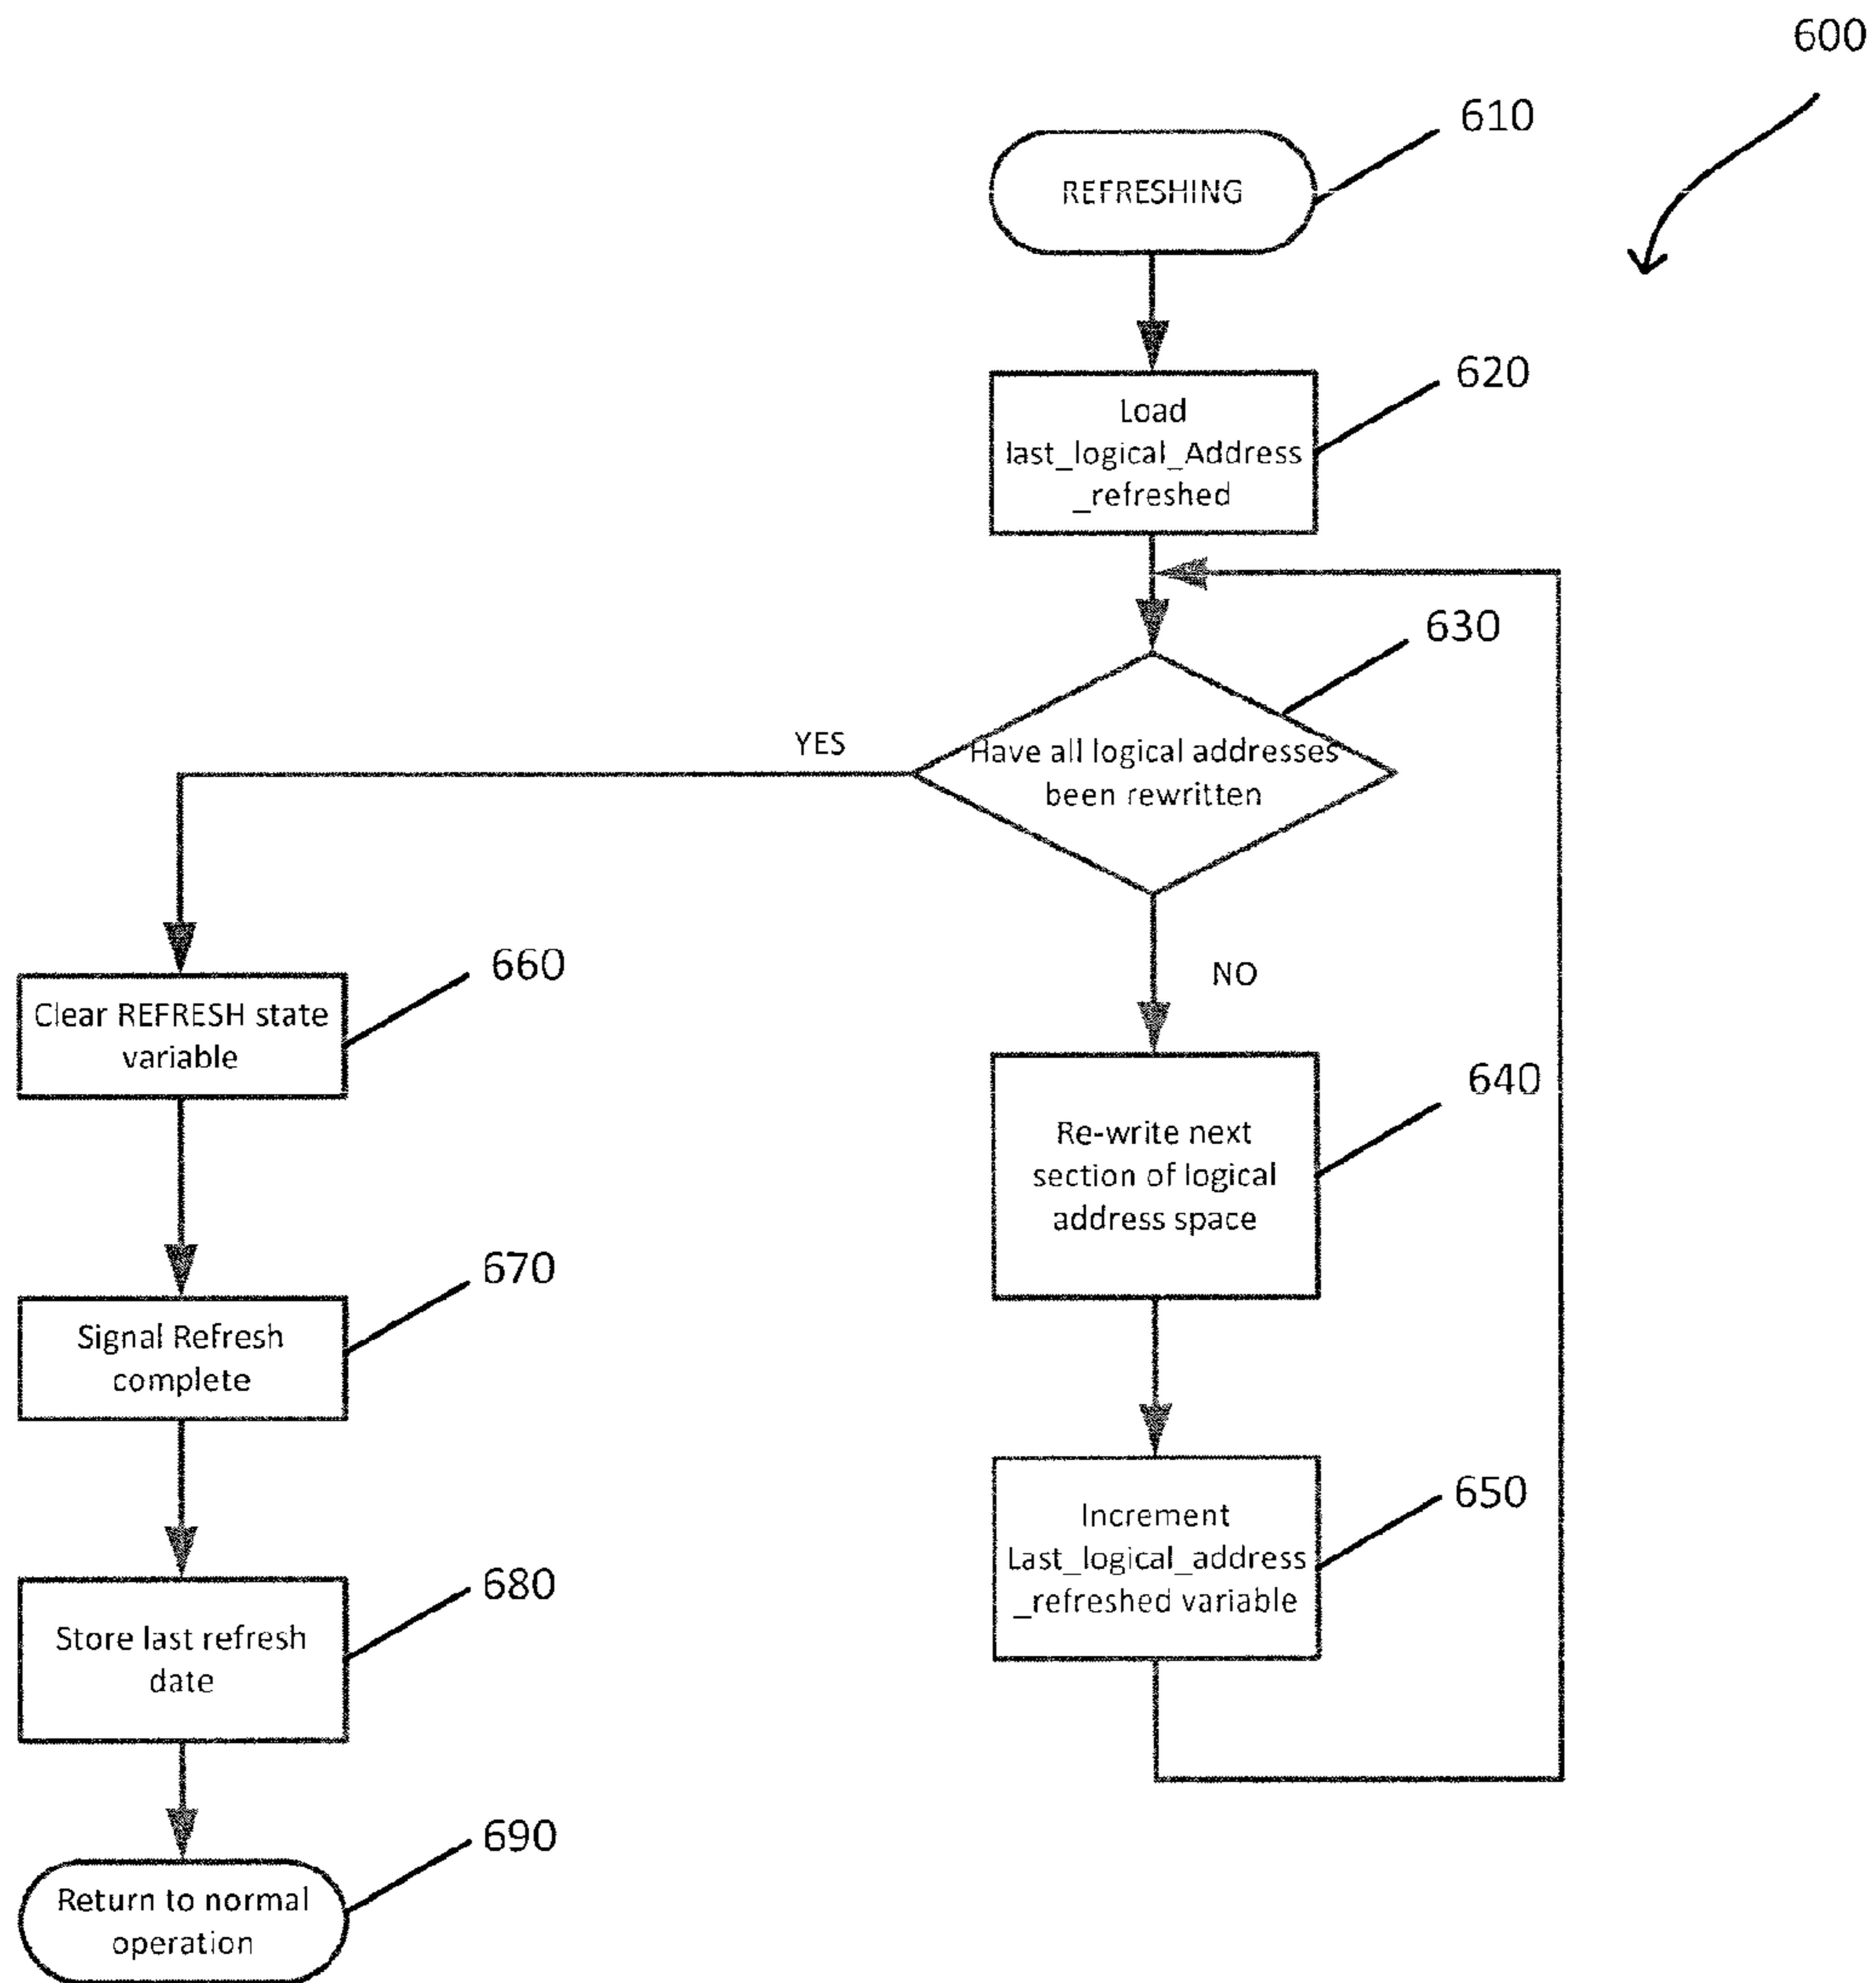 600
610
REFRESHING
620
Load
last_logical_Address
_refreshed
630
YES
Have all logical addresses
been rewritten
NO
660
Clear REFRESH state
variable
640
Re-write next
section of logical
address space
670
Signal Refresh
complete
650
Increment
Last_logical_address
_refreshed variable
680
Store last refresh
date
690
Return to normal
operation